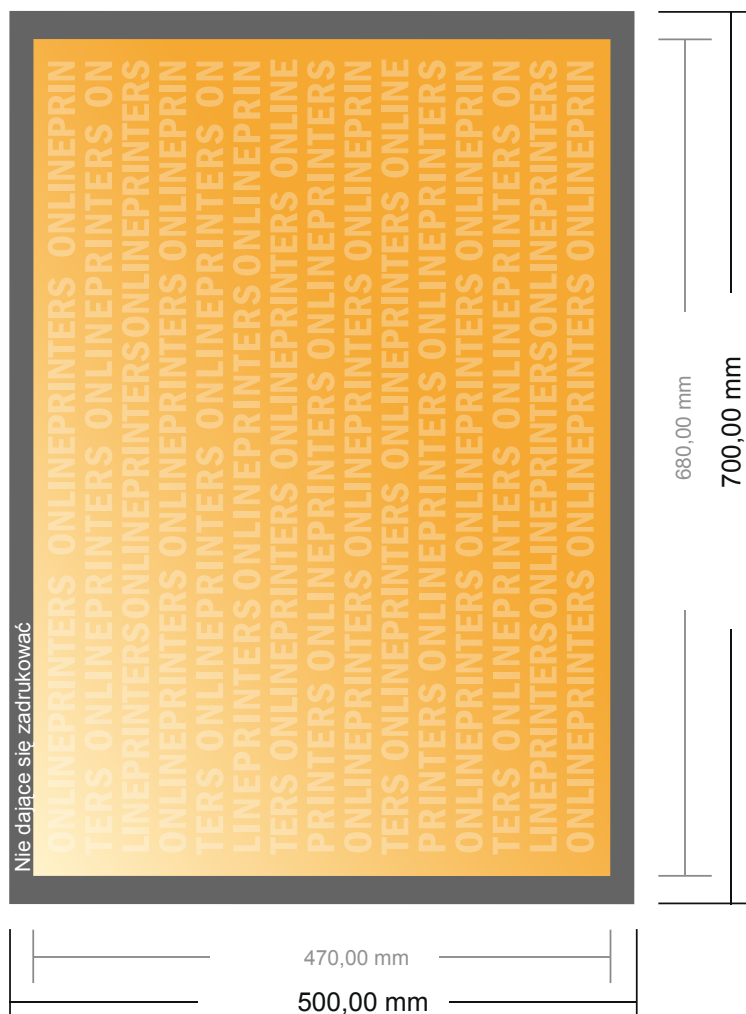 Nie dające się zadrukować
ONLINEPRINTERS ONLINEPRINTERS ONLINEPRIN
TERS ONLINEPRINTERS ONLINEPRINTERS ON
LINEPRINTERSONLINEPRINTERSONLINEPRINTERS
ONLINEPRINTERS ONLINEPRINTERS ONLINEPRIN
TERS ONLINEPRINTERS ONLINEPRINTERS ON
LINEPRINTERS ONLINEPRINTERS ONLINEPRIN
TERS ONLINEPRINTERS ONLINEPRINTERS ONLINE
PRINTERS ONLINEPRINTERS ONLINEPRINTERS
ONLINEPRINTERS ONLINEPRINTERS ONLINEPRIN
TERS ONLINEPRINTERS ONLINEPRINTERS ONLINE
PRINTERS ONLINEPRINTERS ONLINEPRINTERS
ONLINEPRINTERS ONLINEPRINTERS ONLINEPRIN
TERS ONLINEPRINTERS ONLINEPRINTERS ON
LINEPRINTERSONLINEPRINTERSONLINEPRINTERS
ONLINEPRINTERS ONLINEPRINTERS ONLINEPRIN
680,00 mm
700,00 mm
470,00 mm
500,00 mm